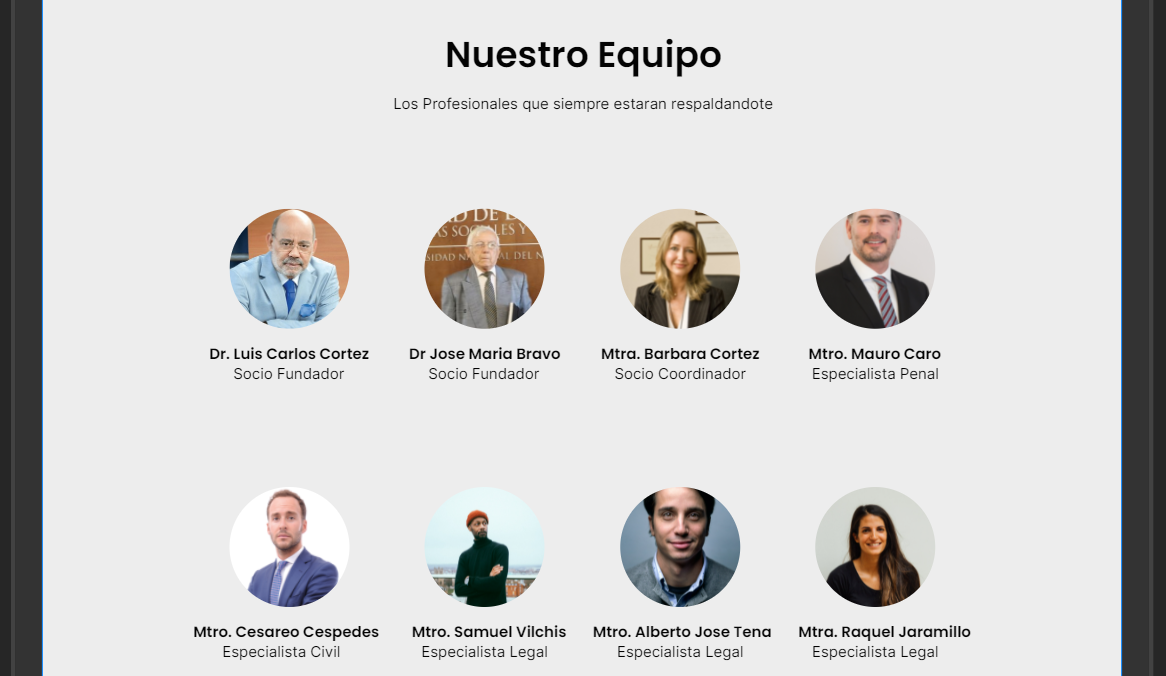 Nuestro Equipo
Los Profesionales que siempre estaran respaldandote
Dr. Luis Carlos Cortez
Socio Fundador
Dr Jose Maria Bravo
Socio Fundador
Mtra. Barbara Cortez
Socio Coordinador
Mtro. Mauro Caro
Especialista Penal
Mtro. Cesareo Cespedes
Especialista Civil
Mtro. Samuel Vilchis
Especialista Legal
Mtro. Alberto Jose Tena
Especialista Legal
Mtra. Raquel Jaramillo
Especialista Legal